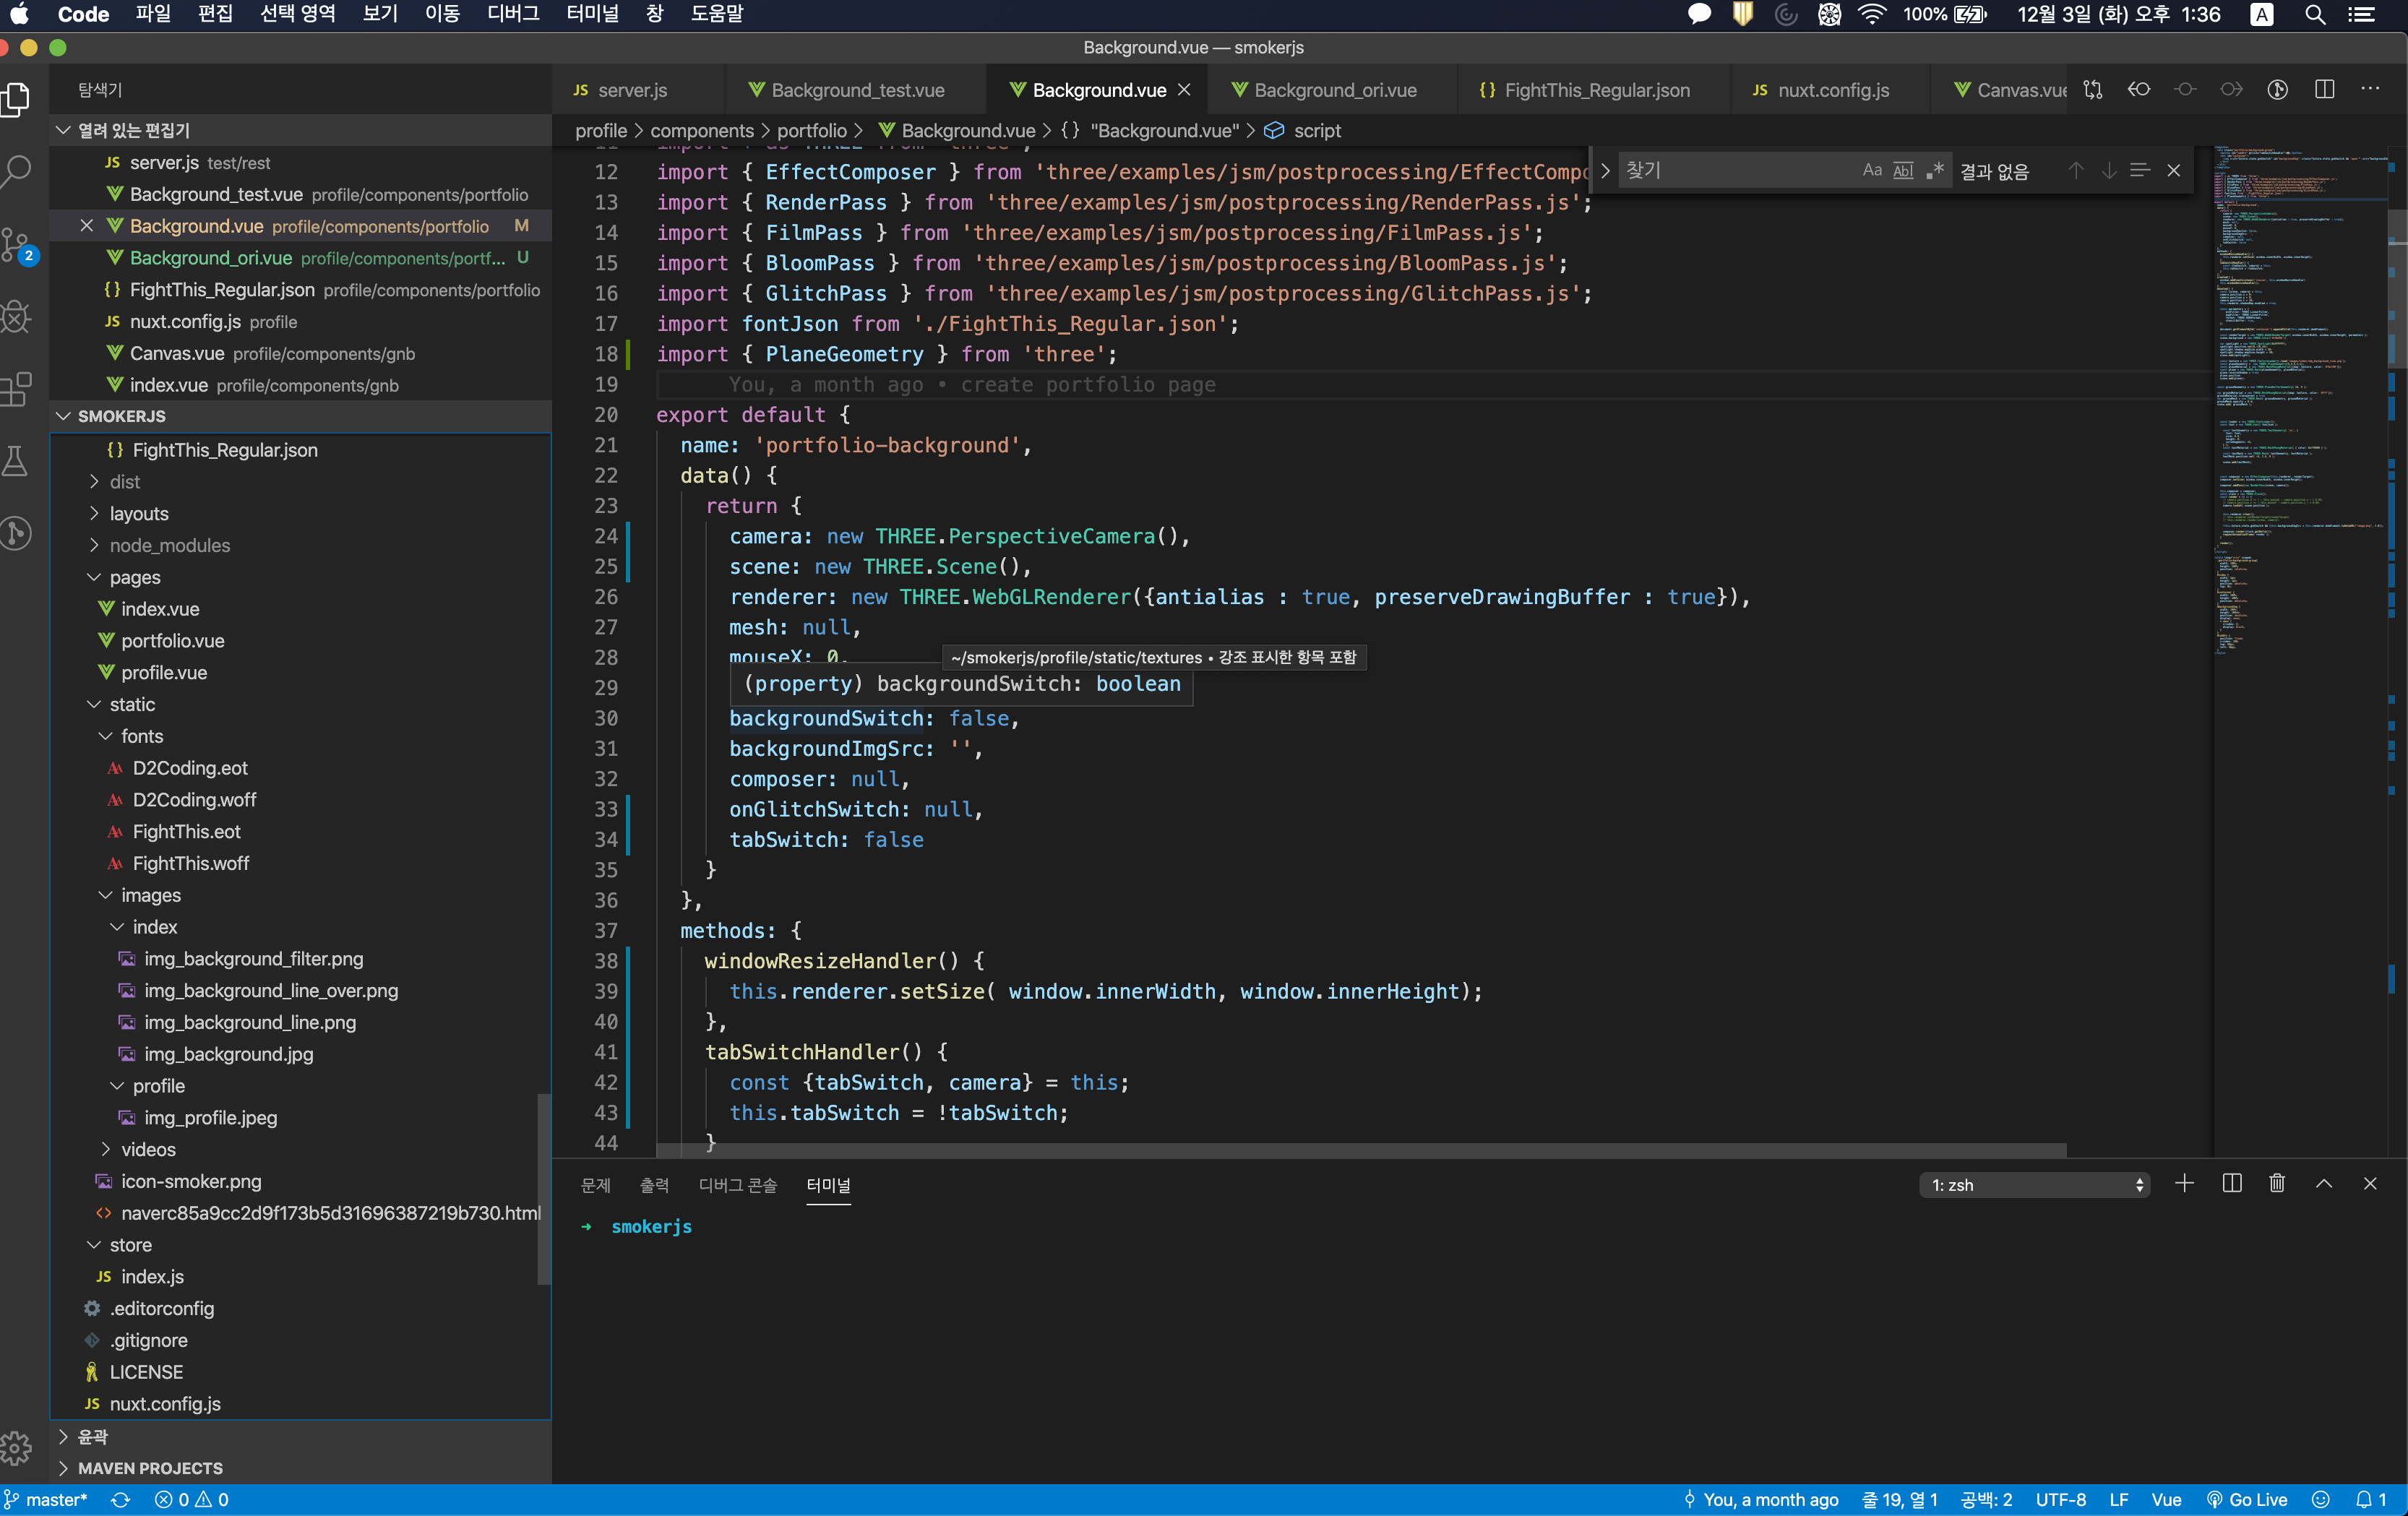 Code 파일 편집 선택 영역 보기 이동 디버그 터미널 창 도움말 100% 12월 3일 (화) 오후 1:36 A
Background.vue — smokerjs
탐색기
열려 있는 편집기
JS server.js test/rest
Background_test.vue profile/components/portfolio
Background.vue profile/components/portfolio M
Background_ori.vue profile/components/portf... U
{} FightThis_Regular.json profile/components/portfolio
JS nuxt.config.js profile
Canvas.vue profile/components/gnb
index.vue profile/components/gnb
2
SMOKERJS
{} FightThis_Regular.json
dist
layouts
node_modules
pages
index.vue
portfolio.vue
profile.vue
static
fonts
D2Coding.eot
D2Coding.woff
FightThis.eot
FightThis.woff
images
index
img_background_filter.png
img_background_line_over.png
img_background_line.png
img_background.jpg
profile
img_profile.jpeg
videos
icon-smoker.png
<> naverc85a9cc2d9f173b5d31696387219b730.html
store
JS index.js
.editorconfig
.gitignore
LICENSE
JS nuxt.config.js
윤곽
MAVEN PROJECTS
JS server.js Background_test.vue Background.vue Background_ori.vue {} FightThis_Regular.json JS nuxt.config.js Canvas.vue
profile > components > portfolio > Background.vue > {} "Background.vue" > script
찾기 Aa Abl .* 결과 없음
11 import * as THREE from 'three';
12 import { EffectComposer } from 'three/examples/jsm/postprocessing/EffectCompo
13 import { RenderPass } from 'three/examples/jsm/postprocessing/RenderPass.js';
14 import { FilmPass } from 'three/examples/jsm/postprocessing/FilmPass.js';
15 import { BloomPass } from 'three/examples/jsm/postprocessing/BloomPass.js';
16 import { GlitchPass } from 'three/examples/jsm/postprocessing/GlitchPass.js';
17 import fontJson from './FightThis_Regular.json';
18 import { PlaneGeometry } from 'three';
19 You, a month ago • create portfolio page
20 export default {
21 name: 'portfolio-background',
22 data() {
23 return {
24 camera: new THREE.PerspectiveCamera(),
25 scene: new THREE.Scene(),
26 renderer: new THREE.WebGLRenderer({antialias : true, preserveDrawingBuffer : true}),
27 mesh: null,
28 mouseX: 0,
~/smokerjs/profile/static/textures • 강조 표시한 항목 포함
29
(property) backgroundSwitch: boolean
30 backgroundSwitch: false,
31 backgroundImgSrc: '',
32 composer: null,
33 onGlitchSwitch: null,
34 tabSwitch: false
35 }
36 },
37 methods: {
38 windowResizeHandler() {
39 this.renderer.setSize( window.innerWidth, window.innerHeight);
40 },
41 tabSwitchHandler() {
42 const {tabSwitch, camera} = this;
43 this.tabSwitch = !tabSwitch;
44 }
문제 출력 디버그 콘솔 터미널 1: zsh
→ smokerjs
master* 0 0 You, a month ago 줄 19, 열 1 공백: 2 UTF-8 LF Vue Go Live 1